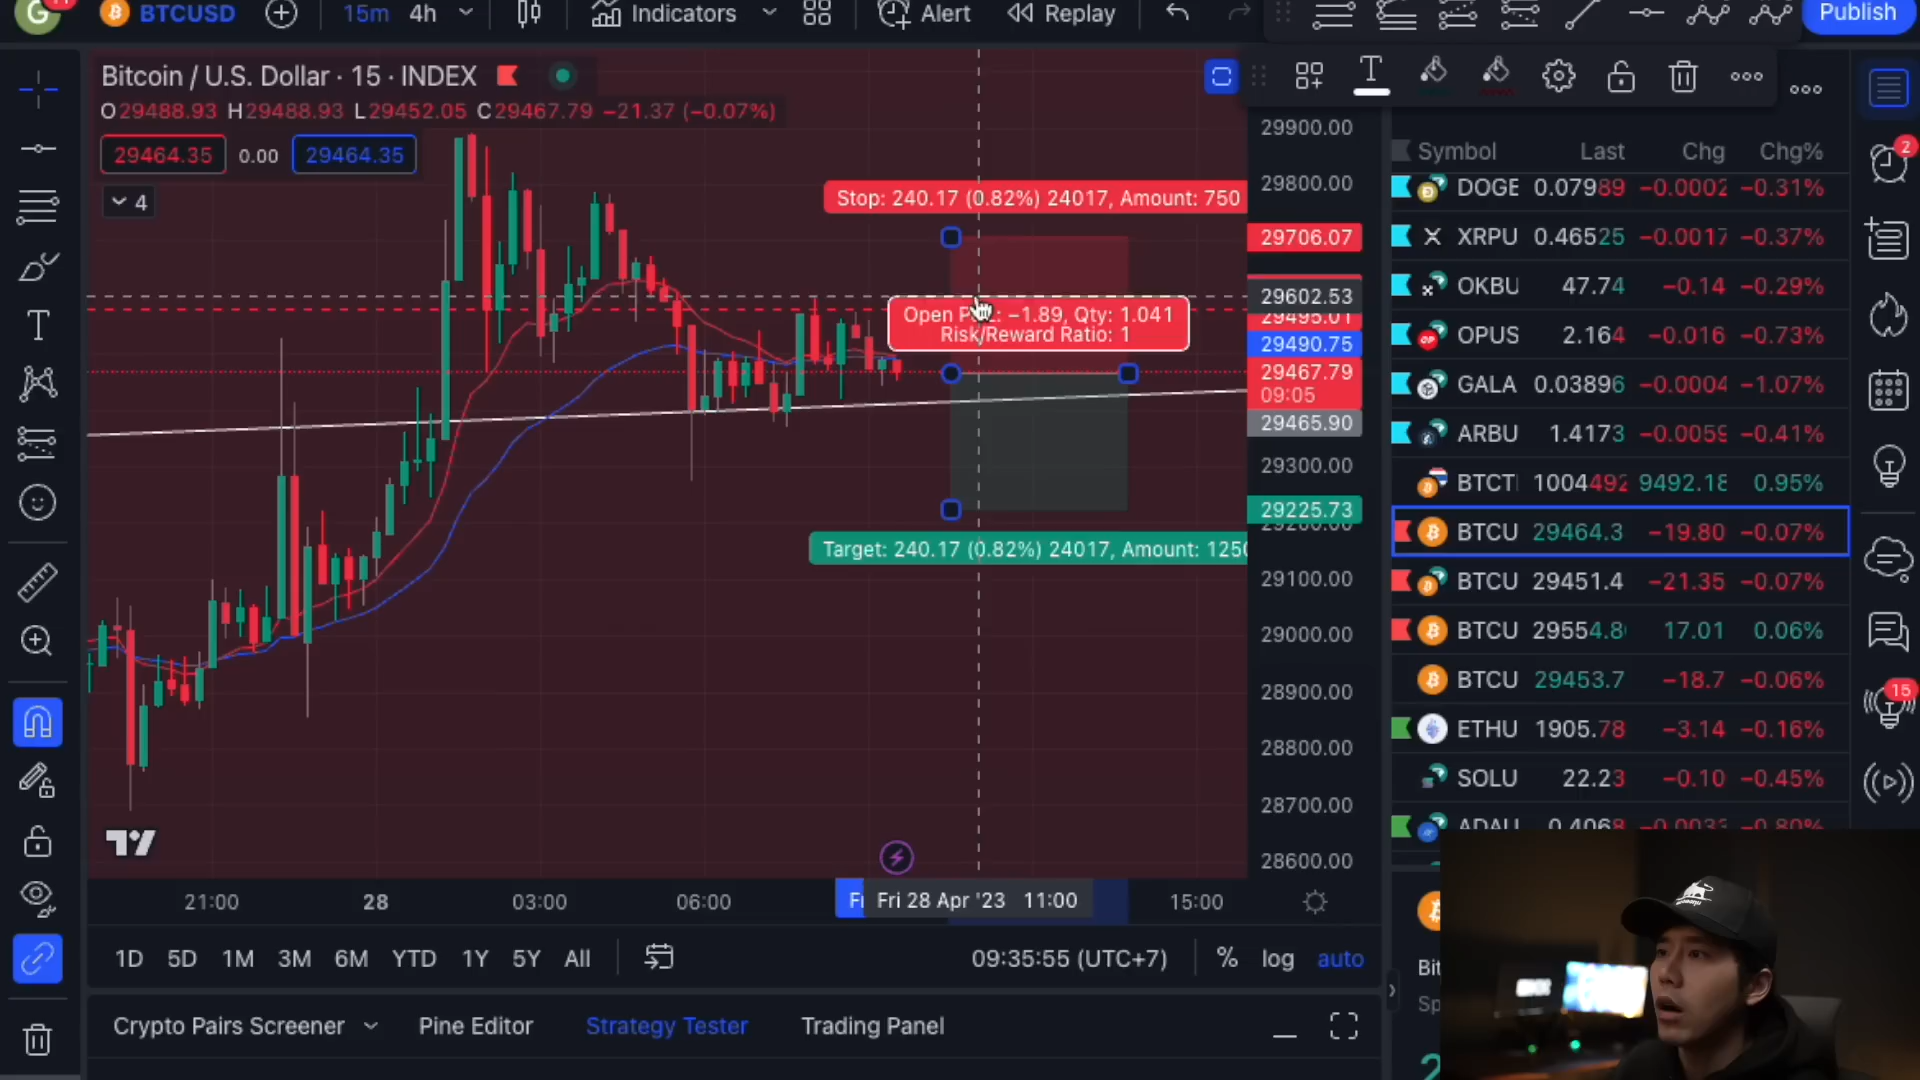 G 11 BTCUSD 15m 4h Indicators Alert Replay Publish
Bitcoin / U.S. Dollar · 15 · INDEX
O29488.93 H29488.93 L29452.05 C29467.79 −21.37 (−0.07%)
29464.35 0.00 29464.35
4
Stop: 240.17 (0.82%) 24017, Amount: 750
Open P&L: −1.89, Qty: 1.041
Risk/Reward Ratio: 1
Target: 240.17 (0.82%) 24017, Amount: 1250
29900.00
29800.00
29706.07
29602.53
29495.01
29490.75
29467.79
09:05
29465.90
29300.00
29225.73
29200.00
29100.00
29000.00
28900.00
28800.00
28700.00
28600.00
21:00 28 03:00 06:00 Fri 28 Apr '23 11:00 15:00
1D 5D 1M 3M 6M YTD 1Y 5Y All 09:35:55 (UTC+7) % log auto
Crypto Pairs Screener Pine Editor Strategy Tester Trading Panel
Symbol Last Chg Chg%
DOGE 0.07989 −0.0002 −0.31%
XRPU 0.46525 −0.0017 −0.37%
OKBU 47.74 −0.14 −0.29%
OPUS 2.164 −0.016 −0.73%
GALA 0.03896 −0.0004 −1.07%
ARBU 1.4173 −0.0059 −0.41%
BTCT 1004492 9492.18 0.95%
BTCU 29464.3 −19.80 −0.07%
BTCU 29451.4 −21.35 −0.07%
BTCU 29554.8 17.01 0.06%
BTCU 29453.7 −18.7 −0.06%
ETHU 1905.78 −3.14 −0.16%
SOLU 22.23 −0.10 −0.45%
ADAU 0.4068 −0.0033 −0.80%
Bit
Sp
2
2
15